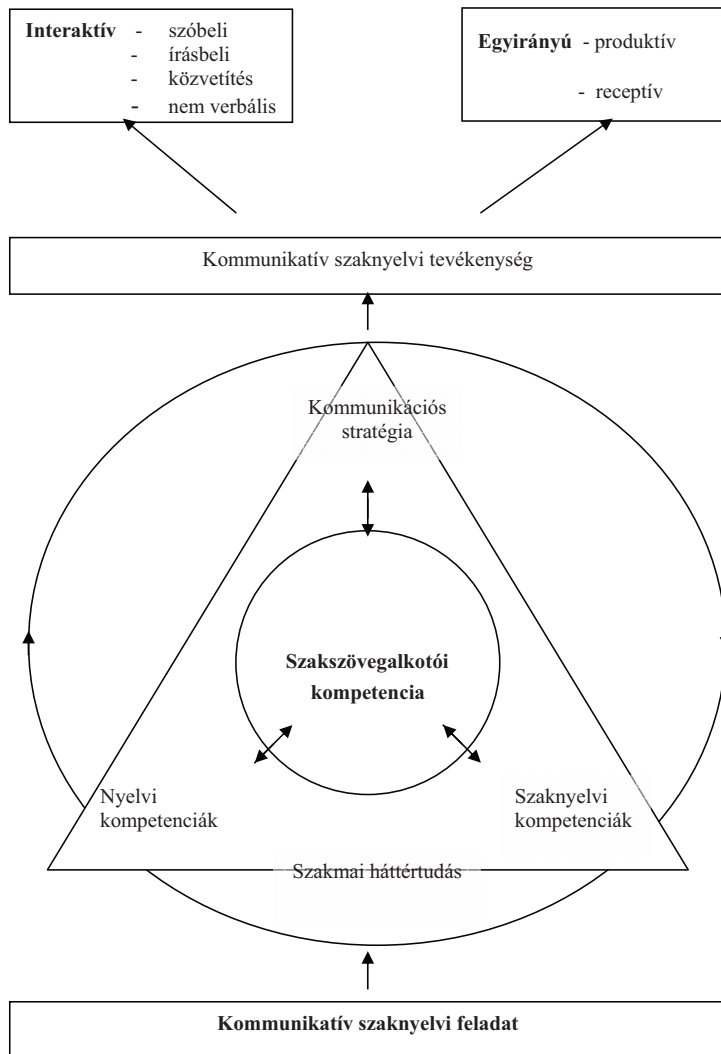 Interaktív - szóbeli
- írásbeli
- közvetítés
- nem verbális
Egyirányú - produktív
- receptív
Kommunikatív szaknyelvi tevékenység
Kommunikációs
stratégia
Szakszövegalkotói
kompetencia
Nyelvi
kompetenciák
Szaknyelvi
kompetenciák
Szakmai háttértudás
Kommunikatív szaknyelvi feladat